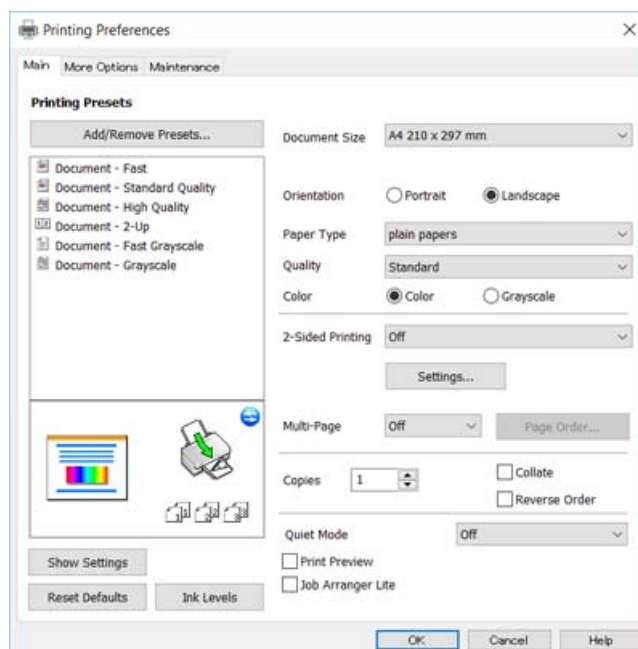 Printing Preferences
Main More Options Maintenance
Printing Presets
Add/Remove Presets...
Document - Fast
Document - Standard Quality
Document - High Quality
Document - 2-Up
Document - Fast Grayscale
Document - Grayscale
Show Settings
Reset Defaults Ink Levels
Document Size A4 210 x 297 mm
Orientation Portrait Landscape
Paper Type plain papers
Quality Standard
Color Color Grayscale
2-Sided Printing Off
Settings...
Multi-Page Off Page Order...
Copies 1 Collate
Reverse Order
Quiet Mode Off
Print Preview
Job Arranger Lite
OK Cancel Help